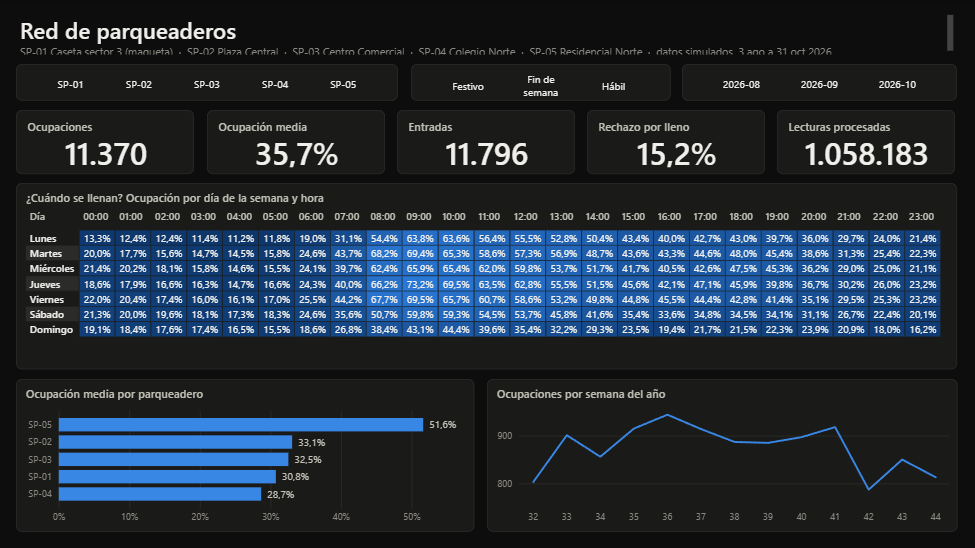 Red de parqueaderos
SP-01 Caseta sector 3 (maqueta) · SP-02 Plaza Central · SP-03 Centro Comercial · SP-04 Colegio Norte · SP-05 Residencial Norte · datos simulados, 3 ago a 31 oct 2026
SP-01 SP-02 SP-03 SP-04 SP-05
Festivo Fin de semana Hábil
2026-08 2026-09 2026-10
Ocupaciones
11.370
Ocupación media
35,7%
Entradas
11.796
Rechazo por lleno
15,2%
Lecturas procesadas
1.058.183
¿Cuándo se llenan? Ocupación por día de la semana y hora
Día 00:00 01:00 02:00 03:00 04:00 05:00 06:00 07:00 08:00 09:00 10:00 11:00 12:00 13:00 14:00 15:00 16:00 17:00 18:00 19:00 20:00 21:00 22:00 23:00
Lunes 13,3% 12,4% 12,4% 11,4% 11,2% 11,8% 19,0% 31,1% 54,4% 63,8% 63,6% 56,4% 55,5% 52,8% 50,4% 43,4% 40,0% 42,7% 43,0% 39,7% 36,0% 29,7% 24,0% 21,4%
Martes 20,0% 17,7% 15,6% 14,7% 14,5% 15,8% 24,6% 43,7% 68,2% 69,4% 65,3% 58,6% 57,3% 56,9% 48,7% 43,6% 43,3% 44,6% 48,0% 45,4% 38,6% 31,3% 25,4% 22,3%
Miércoles 21,4% 20,2% 18,1% 15,8% 14,6% 15,5% 24,1% 39,7% 62,4% 65,9% 65,4% 62,0% 59,8% 53,7% 51,7% 41,7% 40,5% 42,6% 47,5% 45,3% 36,2% 29,0% 25,0% 21,1%
Jueves 18,6% 17,9% 16,6% 16,3% 14,7% 16,6% 24,3% 40,0% 66,2% 73,2% 69,5% 63,5% 62,8% 55,5% 51,5% 45,6% 42,1% 47,1% 45,9% 39,8% 36,7% 30,2% 26,0% 23,2%
Viernes 22,0% 20,4% 17,4% 16,0% 16,1% 17,0% 25,5% 44,2% 67,7% 69,5% 65,7% 60,7% 58,6% 53,2% 49,8% 44,8% 45,5% 44,4% 42,8% 41,4% 35,1% 29,5% 25,3% 23,2%
Sábado 21,3% 20,0% 19,6% 18,1% 17,3% 18,3% 24,6% 35,6% 50,7% 59,8% 59,3% 54,5% 53,7% 45,8% 41,6% 35,4% 33,6% 34,8% 34,5% 34,1% 31,1% 26,7% 22,4% 20,1%
Domingo 19,1% 18,4% 17,6% 17,4% 16,5% 15,5% 18,6% 26,8% 38,4% 43,1% 44,4% 39,6% 35,4% 32,2% 29,3% 23,5% 19,4% 21,7% 21,5% 22,3% 23,9% 20,9% 18,0% 16,2%
Ocupación media por parqueadero
SP-05 51,6%
SP-02 33,1%
SP-03 32,5%
SP-01 30,8%
SP-04 28,7%
0% 10% 20% 30% 40% 50%
Ocupaciones por semana del año
900
800
32 33 34 35 36 37 38 39 40 41 42 43 44